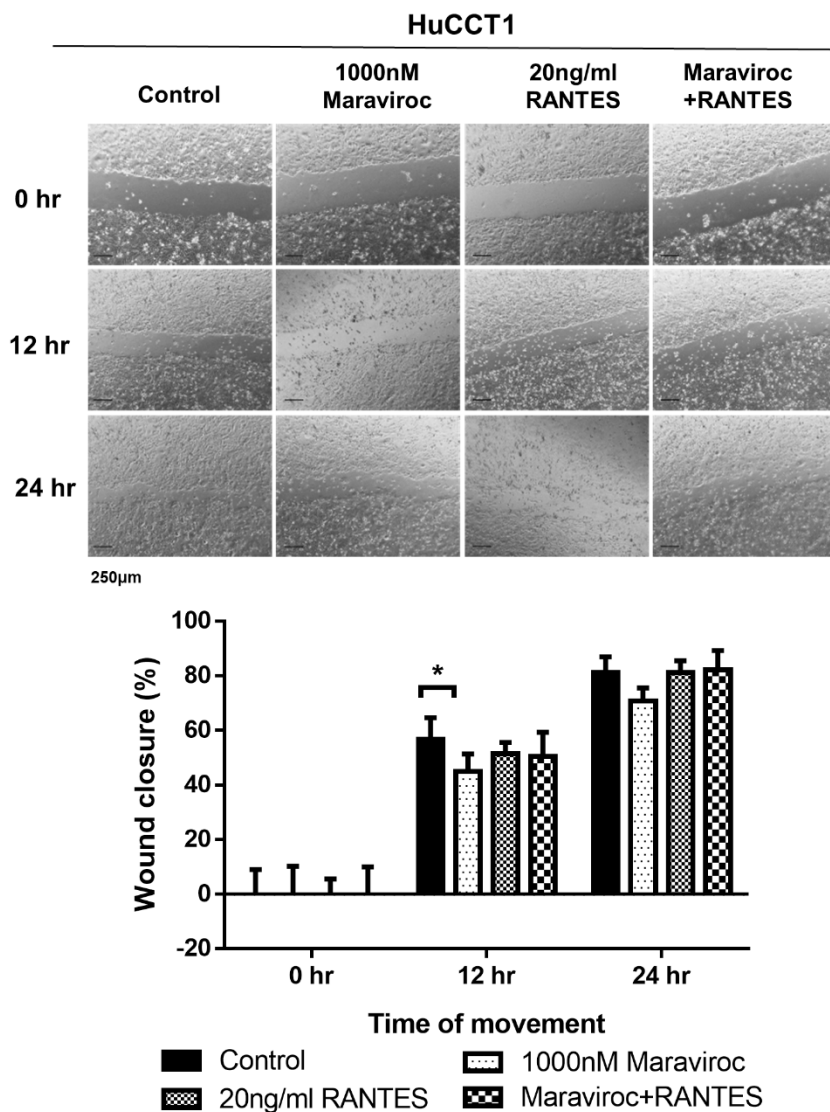 HuCCT1
Control
1000nM
Maraviroc
20ng/ml
RANTES
Maraviroc
+RANTES
0 hr
12 hr
24 hr
250µm
Wound closure (%)
100
80
60
40
20
0
-20
*
0 hr
12 hr
24 hr
Time of movement
Control
1000nM Maraviroc
20ng/ml RANTES
Maraviroc+RANTES